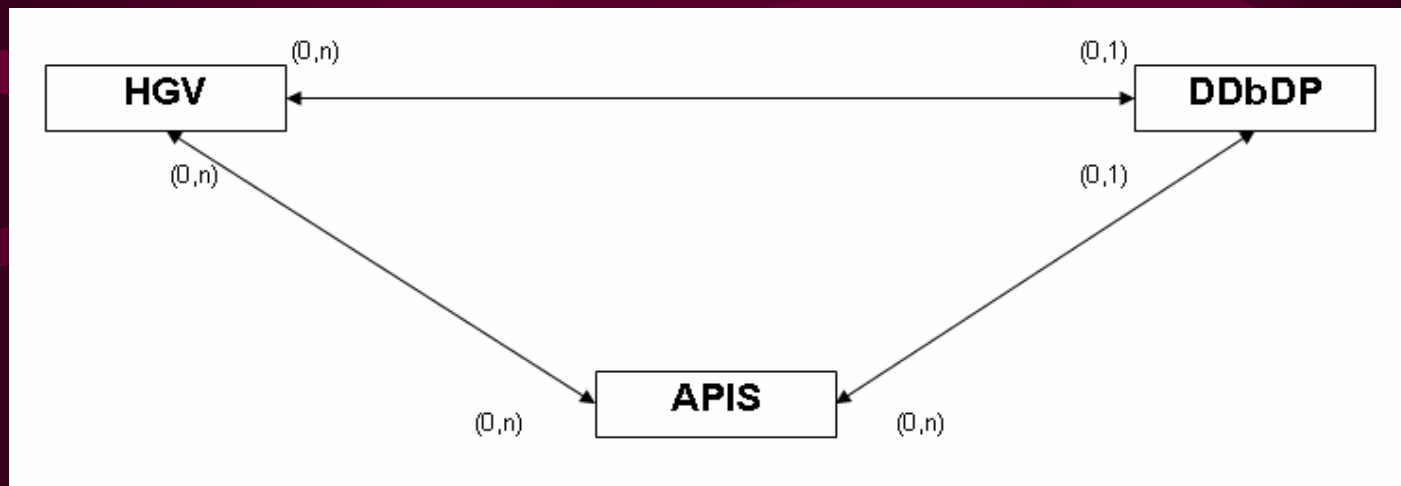 (0,n) (0,1)
HGV DDbDP
(0,n) (0,1)
APIS
(0,n) (0,n)